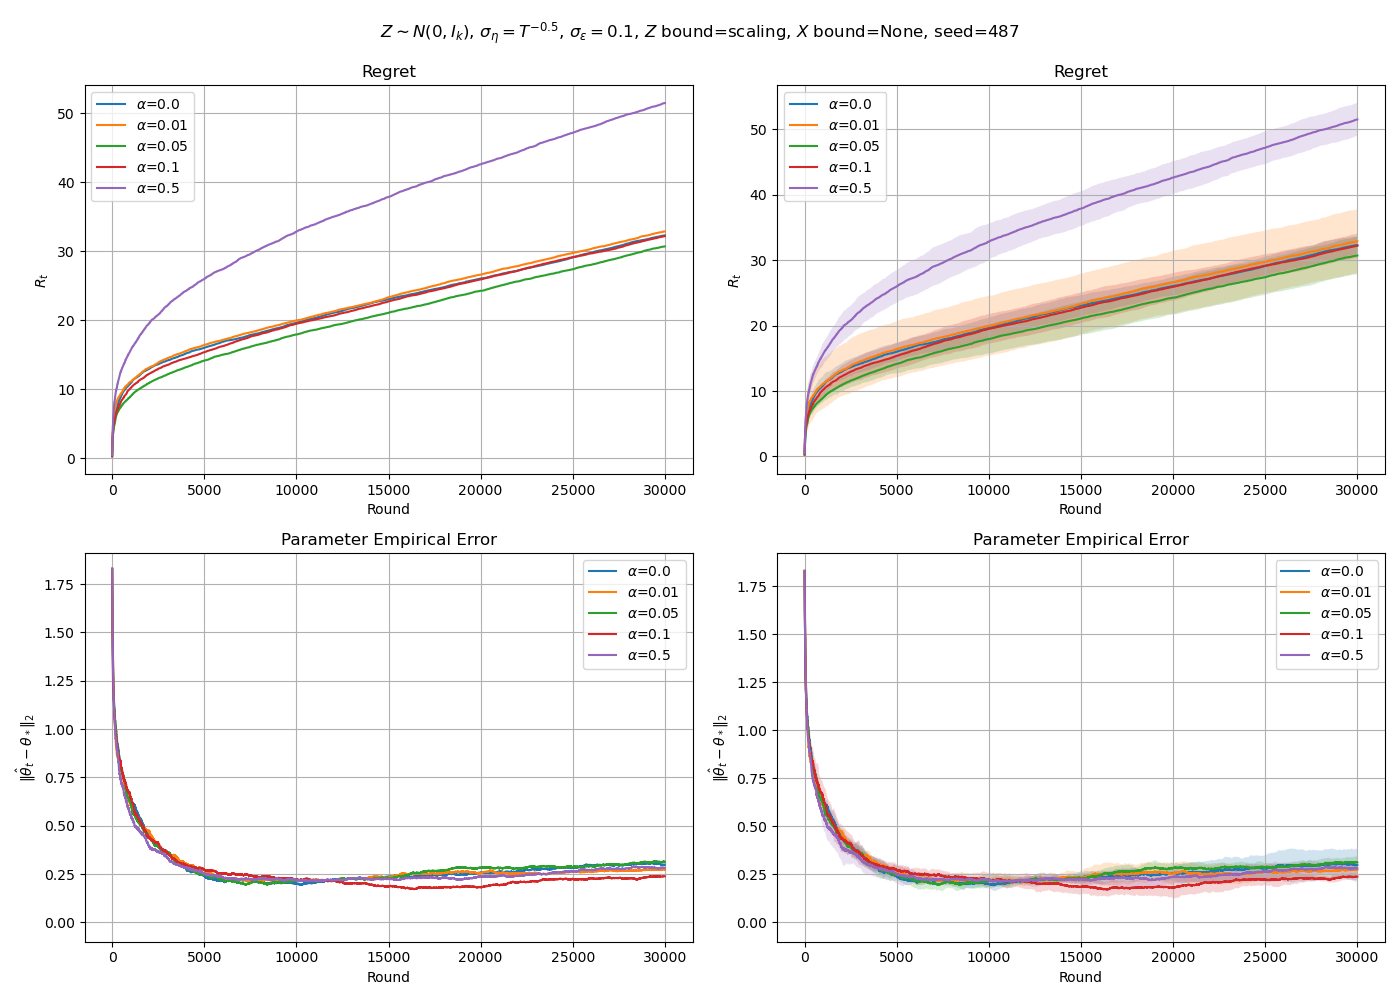 Z ~ N(0, I_k), σ_η = T^{-0.5}, σ_ε = 0.1, Z bound=scaling, X bound=None, seed=487
Regret
R_t
50
40
30
20
10
0
α=0.0
α=0.01
α=0.05
α=0.1
α=0.5
0 5000 10000 15000 20000 25000 30000
Round
Regret
R_t
50
40
30
20
10
0
α=0.0
α=0.01
α=0.05
α=0.1
α=0.5
0 5000 10000 15000 20000 25000 30000
Round
Parameter Empirical Error
‖θ̂_t − θ_*‖_2
1.75
1.50
1.25
1.00
0.75
0.50
0.25
0.00
α=0.0
α=0.01
α=0.05
α=0.1
α=0.5
0 5000 10000 15000 20000 25000 30000
Round
Parameter Empirical Error
‖θ̂_t − θ_*‖_2
1.75
1.50
1.25
1.00
0.75
0.50
0.25
0.00
α=0.0
α=0.01
α=0.05
α=0.1
α=0.5
0 5000 10000 15000 20000 25000 30000
Round